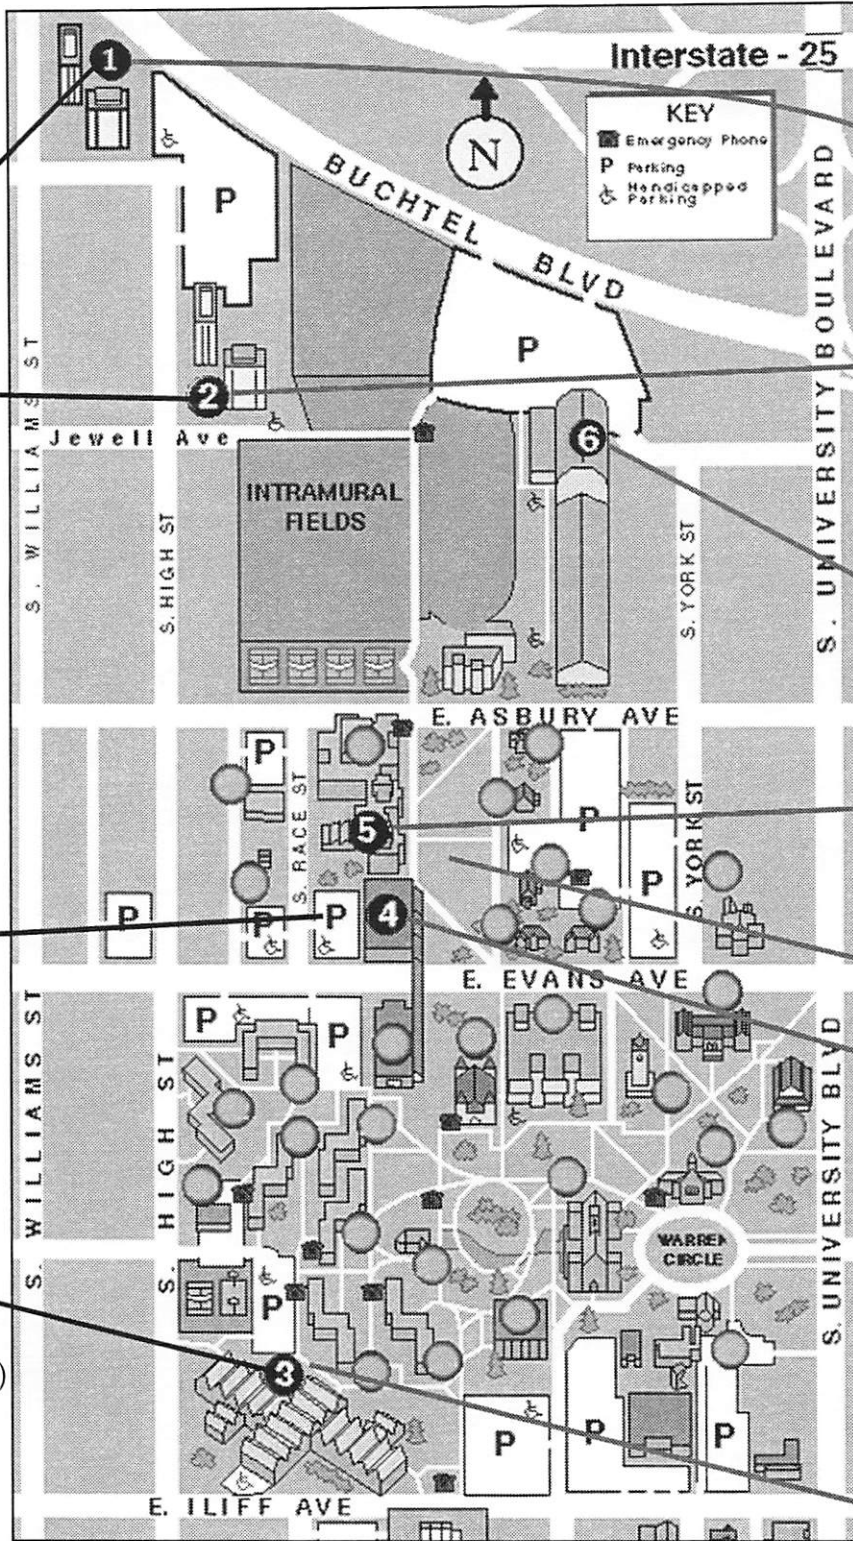 1
Interstate - 25
N
KEY
Emergency Phone
P Parking
Handicapped
Parking
BUCHTEL BLVD
P
P
S. UNIVERSITY BOULEVARD
S. WILLIAMS ST
2
6
Jewell Ave
INTRAMURAL
FIELDS
S. HIGH ST
S. YORK ST
E. ASBURY AVE
P
S. RACE ST
P
S. YORK ST
5
P
P
P
P
4
E. EVANS AVE
P
P
S. WILLIAMS ST
S. HIGH ST
S. UNIVERSITY BLVD
WARREN
CIRCLE
P
3
)
P
P
P
E. ILIFF AVE